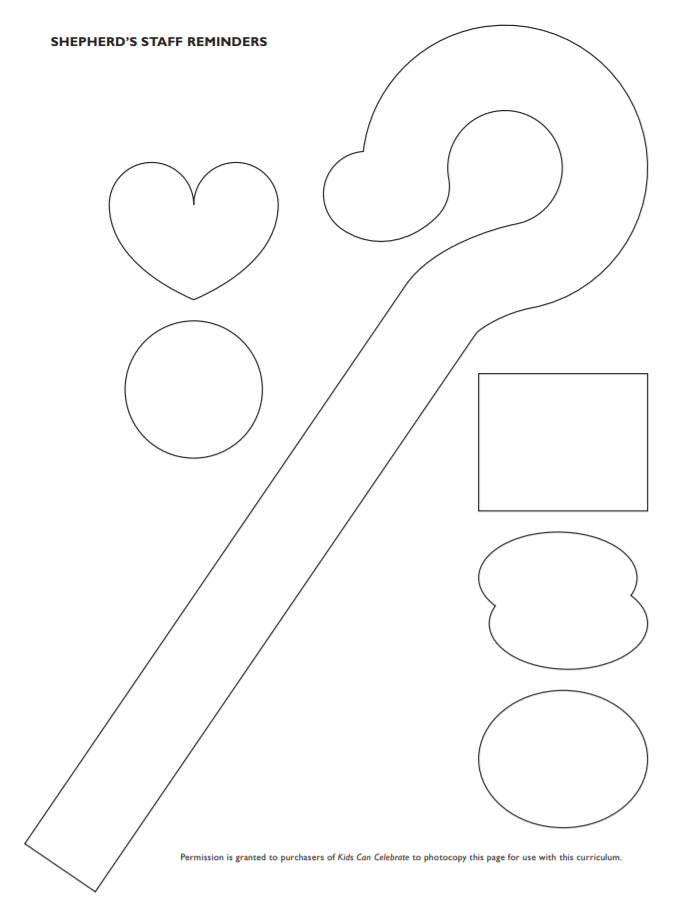 SHEPHERD'S STAFF REMINDERS
Permission is granted to purchasers of Kids Can Celebrate to photocopy this page for use with this curriculum.